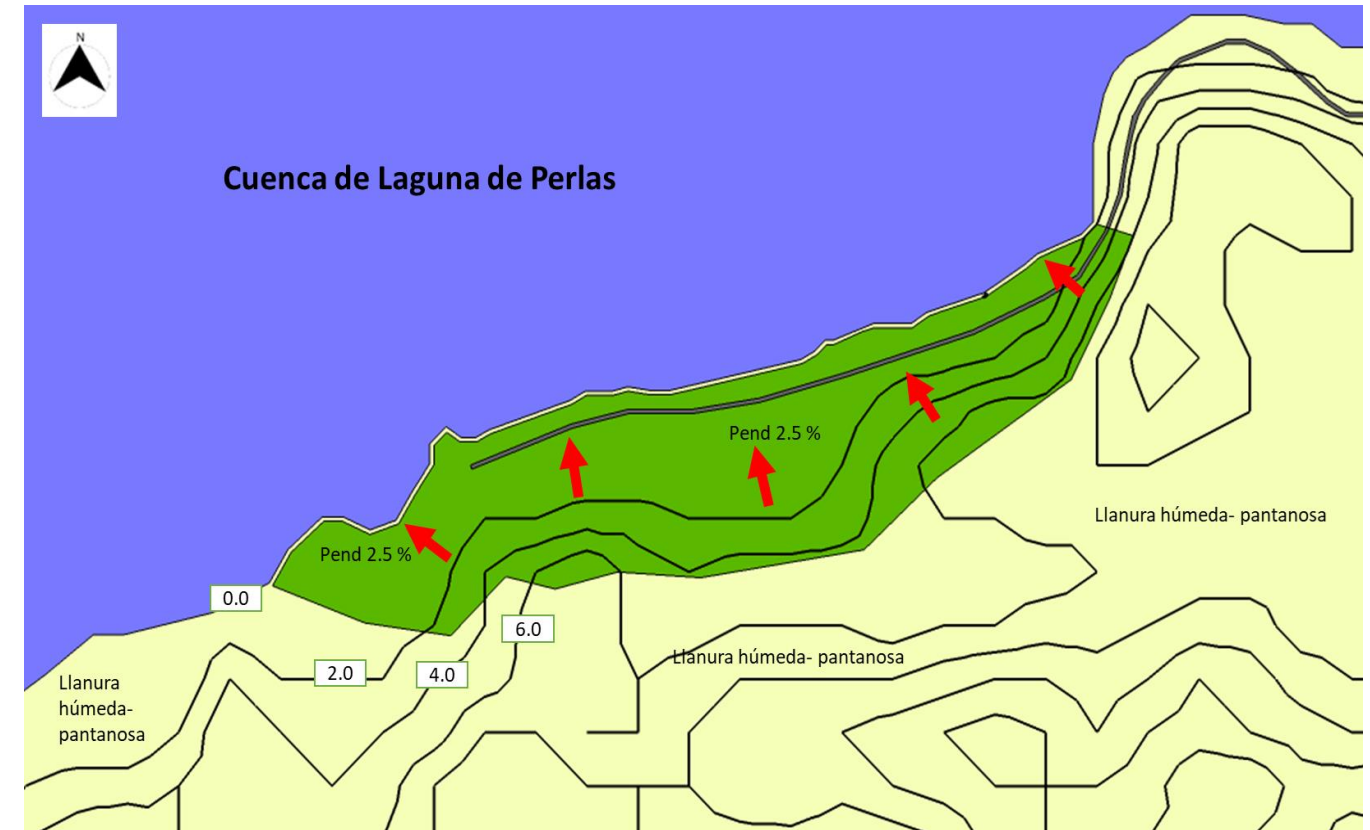 N
Cuenca de Laguna de Perlas
Pend 2.5 %
Llanura húmeda- pantanosa
Pend 2.5 %
0.0
6.0
Llanura húmeda- pantanosa
2.0
4.0
Llanura
húmeda-
pantanosa